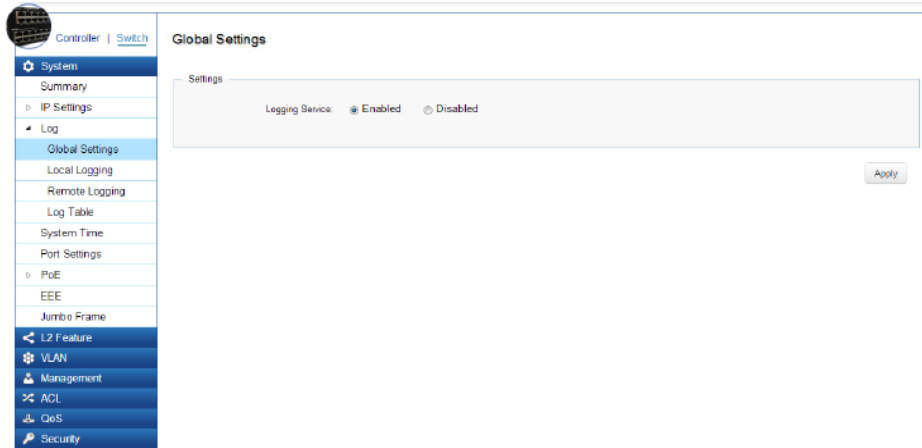 Controller | Switch
Global Settings
System
Summary
IP Settings
Log
Global Settings
Local Logging
Remote Logging
Log Table
System Time
Port Settings
PoE
EEE
Jumbo Frame
L2 Feature
VLAN
Management
ACL
QoS
Security
Settings
Logging Service: Enabled Disabled
Apply